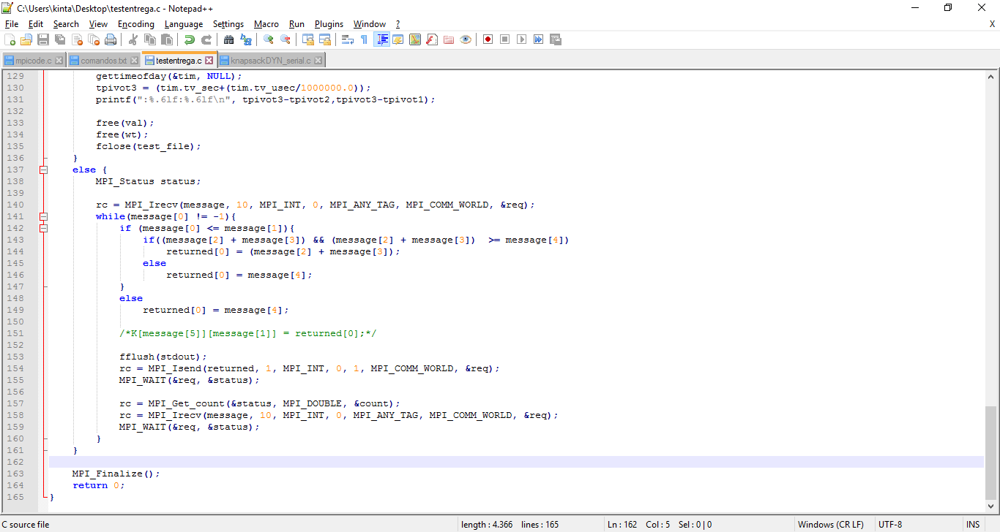 C:\Users\kinta\Desktop\testentrega.c - Notepad++
File Edit Search View Encoding Language Settings Macro Run Plugins Window ? X
mpicode.c comandos.txt testentrega.c knapsackDYN_serial.c
129 gettimeofday(&tim, NULL);
130 tpivot3 = (tim.tv_sec+(tim.tv_usec/1000000.0));
131 printf(":%.6lf:%.6lf\n", tpivot3-tpivot2,tpivot3-tpivot1);
132
133 free(val);
134 free(wt);
135 fclose(test_file);
136 }
137 else {
138 MPI_Status status;
139
140 rc = MPI_Irecv(message, 10, MPI_INT, 0, MPI_ANY_TAG, MPI_COMM_WORLD, &req);
141 while(message[0] != -1){
142 if (message[0] <= message[1]){
143 if((message[2] + message[3]) && (message[2] + message[3])  >= message[4])
144 returned[0] = (message[2] + message[3]);
145 else
146 returned[0] = message[4];
147 }
148 else
149 returned[0] = message[4];
150
151 /*K[message[5]][message[1]] = returned[0];*/
152
153 fflush(stdout);
154 rc = MPI_Isend(returned, 1, MPI_INT, 0, 1, MPI_COMM_WORLD, &req);
155 MPI_WAIT(&req, &status);
156
157 rc = MPI_Get_count(&status, MPI_DOUBLE, &count);
158 rc = MPI_Irecv(message, 10, MPI_INT, 0, MPI_ANY_TAG, MPI_COMM_WORLD, &req);
159 MPI_WAIT(&req, &status);
160 }
161 }
162
163 MPI_Finalize();
164 return 0;
165 }
C source file length : 4.366 lines : 165 Ln : 162 Col : 5 Sel : 0 | 0 Windows (CR LF) UTF-8 INS